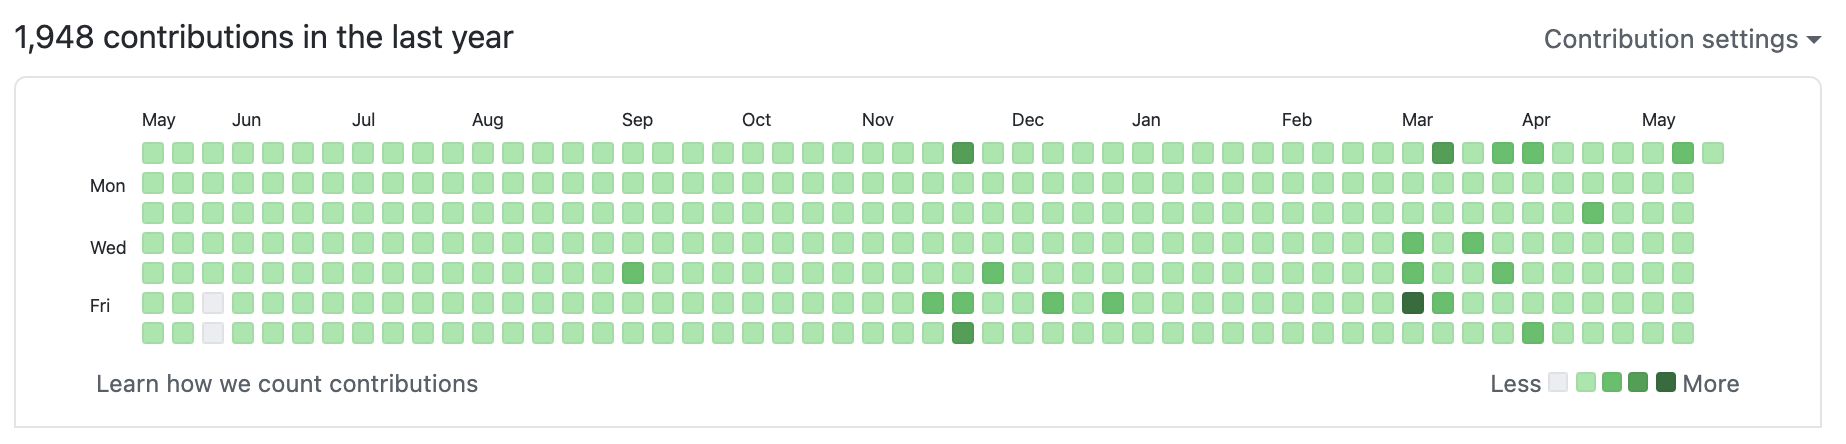 1,948 contributions in the last year
Contribution settings
May Jun Jul Aug Sep Oct Nov Dec Jan Feb Mar Apr May
Mon
Wed
Fri
Learn how we count contributions
Less More